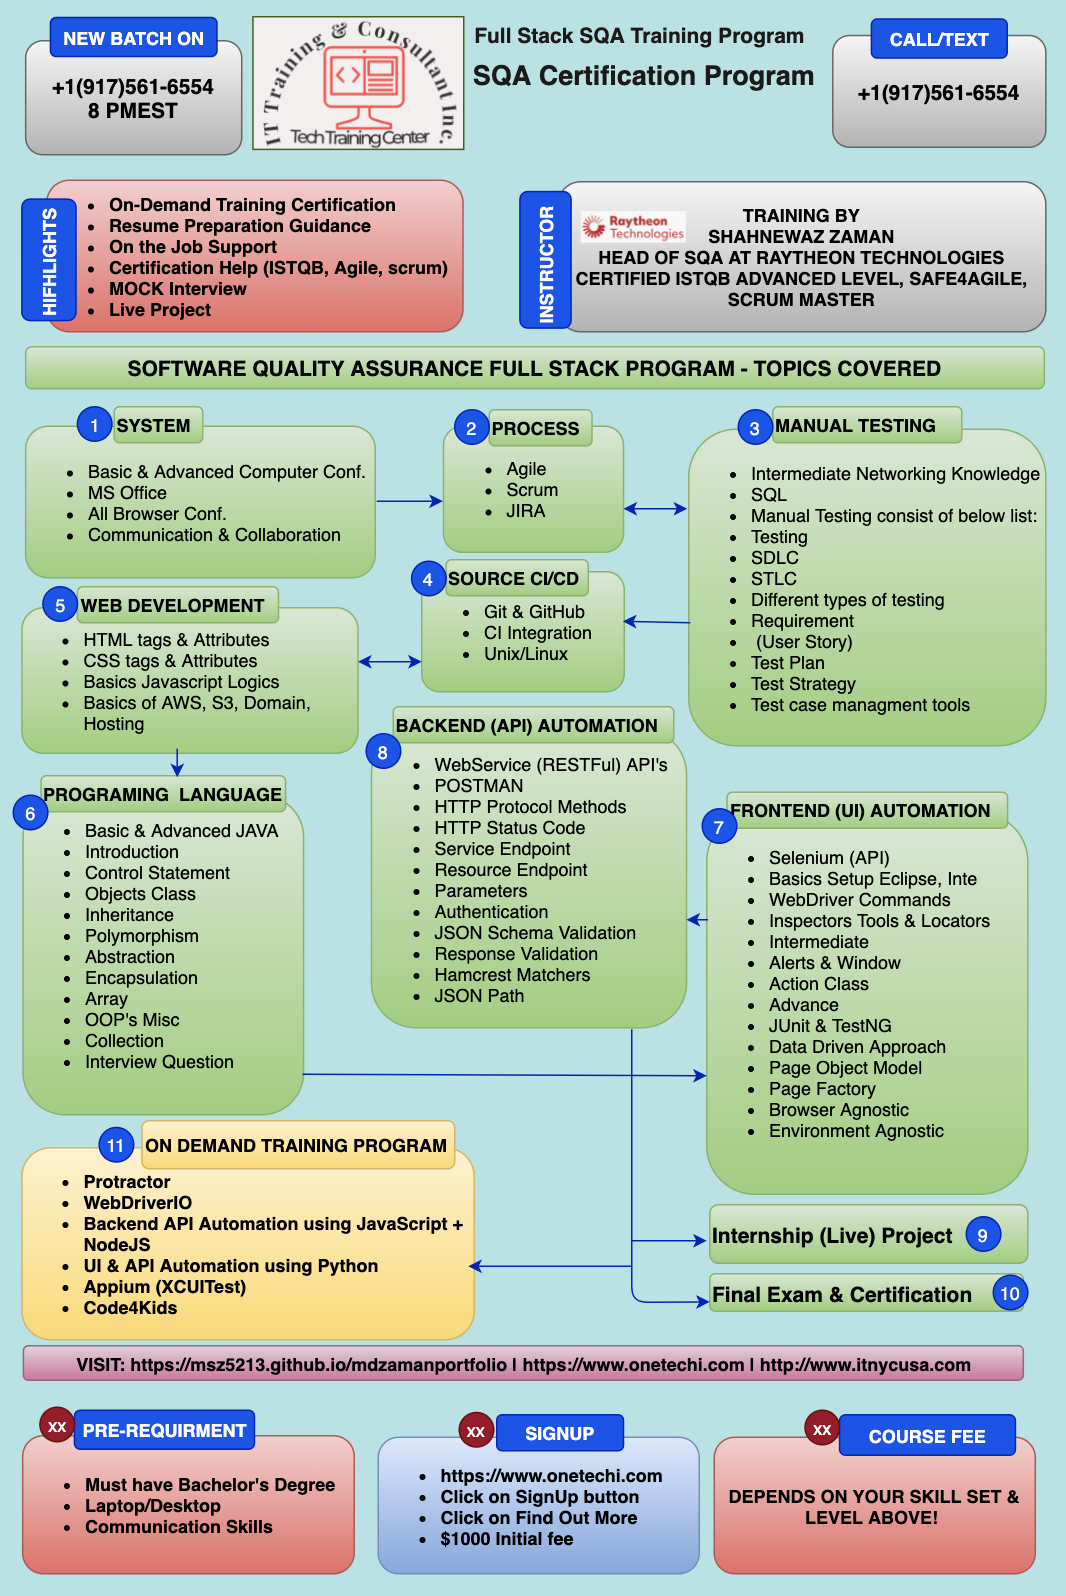 NEW BATCH ON
+1(917)561-6554
8 PMEST
IT Training & Consultant Inc.
Tech Training Center
Full Stack SQA Training Program
SQA Certification Program
CALL/TEXT
+1(917)561-6554
HIFHLIGHTS
On-Demand Training Certification
Resume Preparation Guidance
On the Job Support
Certification Help (ISTQB, Agile, scrum)
MOCK Interview
Live Project
INSTRUCTOR
Raytheon
Technologies
TRAINING BY
SHAHNEWAZ ZAMAN
HEAD OF SQA AT RAYTHEON TECHNOLOGIES
CERTIFIED ISTQB ADVANCED LEVEL, SAFE4AGILE,
SCRUM MASTER
SOFTWARE QUALITY ASSURANCE FULL STACK PROGRAM - TOPICS COVERED
1 SYSTEM
Basic & Advanced Computer Conf.
MS Office
All Browser Conf.
Communication & Collaboration
2 PROCESS
Agile
Scrum
JIRA
3 MANUAL TESTING
Intermediate Networking Knowledge
SQL
Manual Testing consist of below list:
Testing
SDLC
STLC
Different types of testing
Requirement
(User Story)
Test Plan
Test Strategy
Test case managment tools
4 SOURCE CI/CD
Git & GitHub
CI Integration
Unix/Linux
5 WEB DEVELOPMENT
HTML tags & Attributes
CSS tags & Attributes
Basics Javascript Logics
Basics of AWS, S3, Domain,
Hosting
6 PROGRAMING LANGUAGE
Basic & Advanced JAVA
Introduction
Control Statement
Objects Class
Inheritance
Polymorphism
Abstraction
Encapsulation
Array
OOP's Misc
Collection
Interview Question
8 BACKEND (API) AUTOMATION
WebService (RESTFul) API's
POSTMAN
HTTP Protocol Methods
HTTP Status Code
Service Endpoint
Resource Endpoint
Parameters
Authentication
JSON Schema Validation
Response Validation
Hamcrest Matchers
JSON Path
7 FRONTEND (UI) AUTOMATION
Selenium (API)
Basics Setup Eclipse, Inte
WebDriver Commands
Inspectors Tools & Locators
Intermediate
Alerts & Window
Action Class
Advance
JUnit & TestNG
Data Driven Approach
Page Object Model
Page Factory
Browser Agnostic
Environment Agnostic
11 ON DEMAND TRAINING PROGRAM
Protractor
WebDriverIO
Backend API Automation using JavaScript +
NodeJS
UI & API Automation using Python
Appium (XCUITest)
Code4Kids
Internship (Live) Project 9
Final Exam & Certification 10
VISIT: https://msz5213.github.io/mdzamanportfolio | https://www.onetechi.com | http://www.itnycusa.com
XX PRE-REQUIRMENT
Must have Bachelor's Degree
Laptop/Desktop
Communication Skills
XX SIGNUP
https://www.onetechi.com
Click on SignUp button
Click on Find Out More
$1000 Initial fee
XX COURSE FEE
DEPENDS ON YOUR SKILL SET &
LEVEL ABOVE!